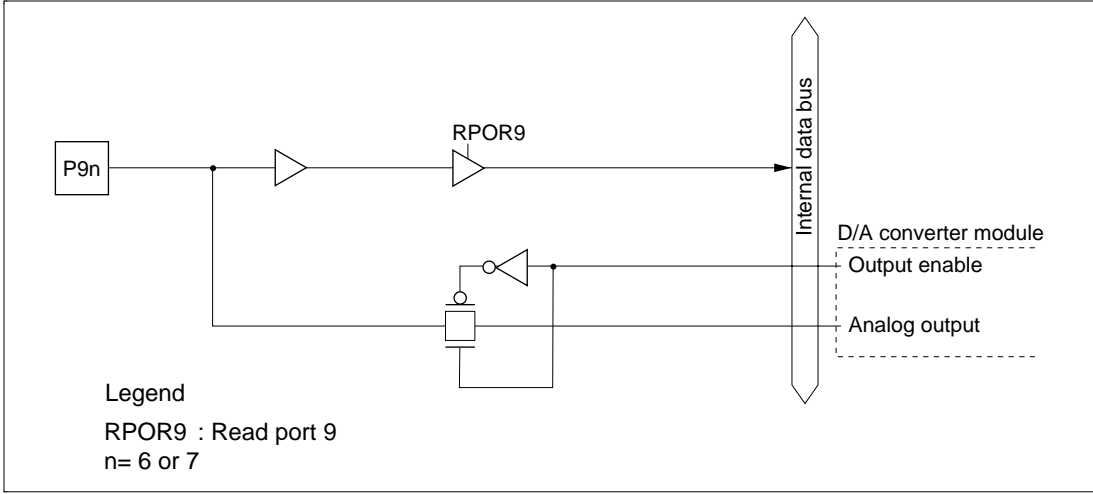 RPOR9
P9n
Internal data bus
D/A converter module
Output enable
Analog output
Legend
RPOR9 : Read port 9
n= 6 or 7